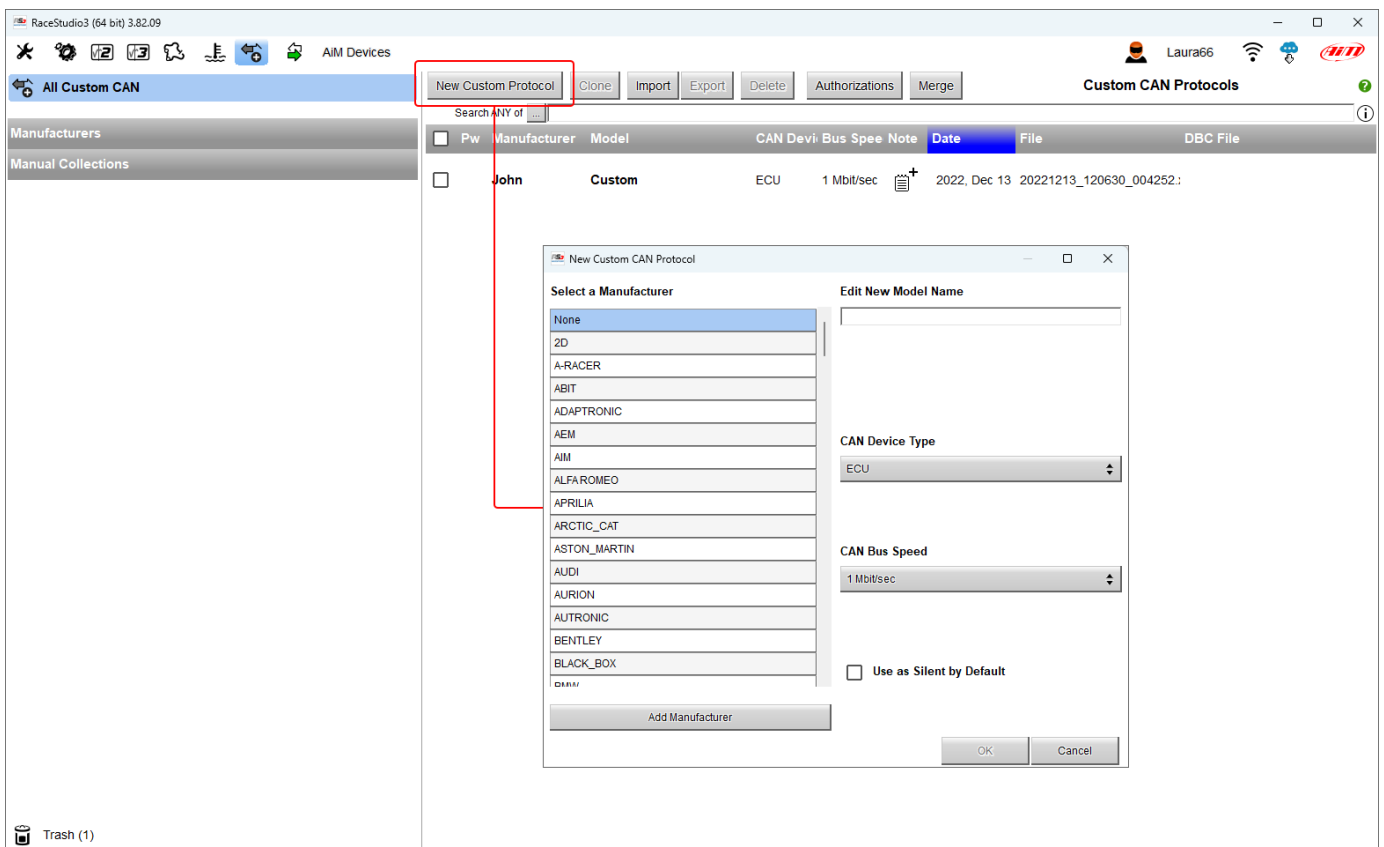 RaceStudio3 (64 bit) 3.82.09
AiM Devices
Laura66
AiM
All Custom CAN
New Custom Protocol Clone Import Export Delete Authorizations Merge Custom CAN Protocols
Search ANY of ...
Manufacturers
Manual Collections
Pw Manufacturer Model CAN Devi Bus Spee Note Date File DBC File
John Custom ECU 1 Mbit/sec 2022, Dec 13 20221213_120630_004252.
New Custom CAN Protocol
Select a Manufacturer
Edit New Model Name
None
2D
A-RACER
ABIT
ADAPTRONIC
AEM
AIM
ALFA ROMEO
APRILIA
ARCTIC_CAT
ASTON_MARTIN
AUDI
AURION
AUTRONIC
BENTLEY
BLACK_BOX
BMW
CAN Device Type
ECU
CAN Bus Speed
1 Mbit/sec
Use as Silent by Default
Add Manufacturer
OK Cancel
Trash (1)